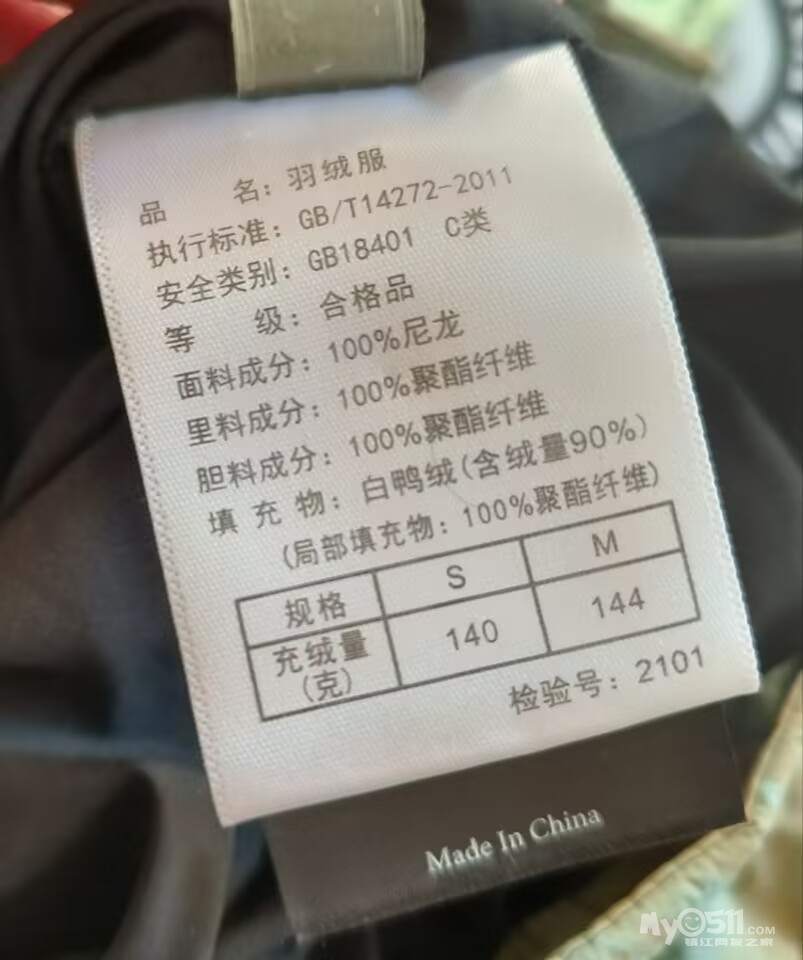 品 名：羽绒服
执行标准：GB/T14272-2011
安全类别：GB18401 C类
等 级：合格品
面料成分：100%尼龙
里料成分：100%聚酯纤维
胆料成分：100%聚酯纤维
填 充 物：白鸭绒(含绒量90%)
(局部填充物：100%聚酯纤维)
规格 S M
充绒量(克) 140 144
检验号：2101
Made In China
My0511.COM
镇江网友之家